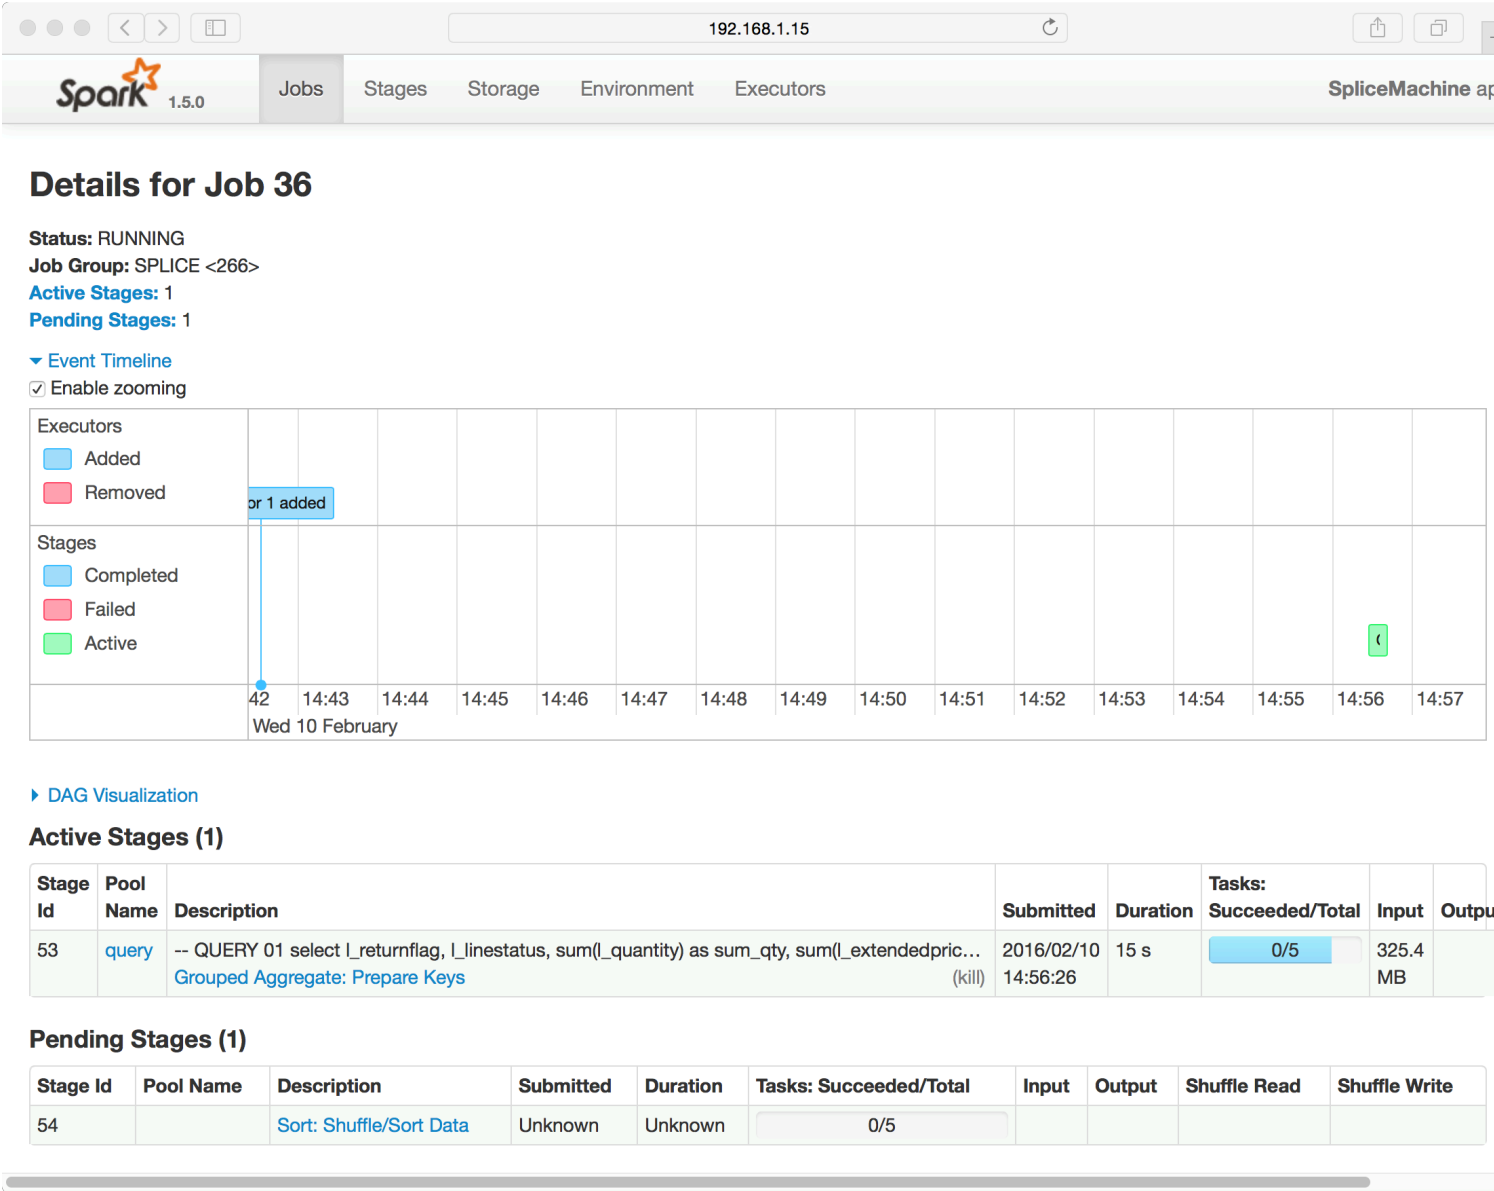 192.168.1.15
Spark 1.5.0
Jobs Stages Storage Environment Executors SpliceMachine ap
Details for Job 36
Status: RUNNING
Job Group: SPLICE <266>
Active Stages: 1
Pending Stages: 1
Event Timeline
Enable zooming
Executors
Added
Removed
or 1 added
Stages
Completed
Failed
Active
42 14:43 14:44 14:45 14:46 14:47 14:48 14:49 14:50 14:51 14:52 14:53 14:54 14:55 14:56 14:57
Wed 10 February
DAG Visualization
Active Stages (1)
Stage Id Pool Name Description Submitted Duration Tasks: Succeeded/Total Input Outpu
53 query -- QUERY 01 select l_returnflag, l_linestatus, sum(l_quantity) as sum_qty, sum(l_extendedpric... 2016/02/10 15 s 0/5 325.4
Grouped Aggregate: Prepare Keys (kill) 14:56:26 MB
Pending Stages (1)
Stage Id Pool Name Description Submitted Duration Tasks: Succeeded/Total Input Output Shuffle Read Shuffle Write
54 Sort: Shuffle/Sort Data Unknown Unknown 0/5